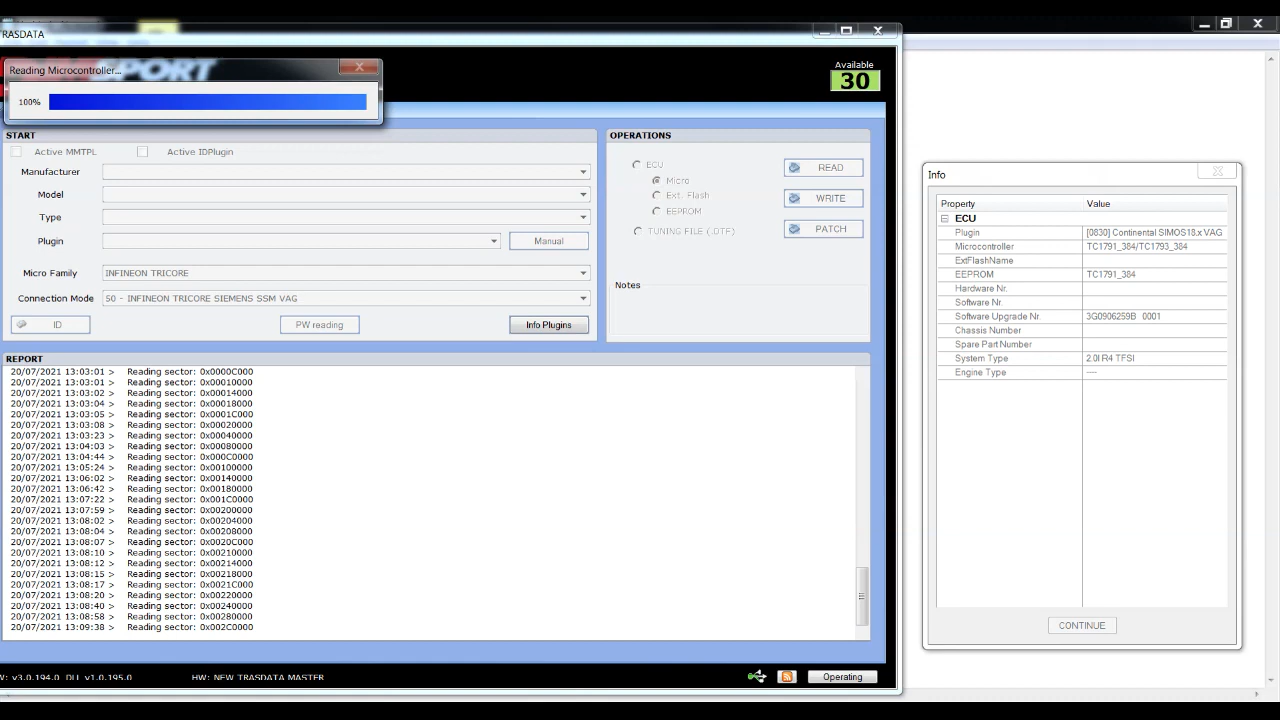 RASDATA
Reading Microcontroller...
PORT
100%
Available
30
START
Active MMTPL
Active IDPlugin
Manufacturer
Model
Type
Plugin
Manual
Micro Family
INFINEON TRICORE
Connection Mode
50 - INFINEON TRICORE SIEMENS SSM VAG
ID
PW reading
Info Plugins
OPERATIONS
ECU
READ
Micro
Ext. Flash
WRITE
EEPROM
TUNING FILE (.DTF)
PATCH
Notes
REPORT
20/07/2021 13:03:01 > Reading sector: 0x0000C000
20/07/2021 13:03:01 > Reading sector: 0x00010000
20/07/2021 13:03:02 > Reading sector: 0x00014000
20/07/2021 13:03:04 > Reading sector: 0x00018000
20/07/2021 13:03:05 > Reading sector: 0x0001C000
20/07/2021 13:03:08 > Reading sector: 0x00020000
20/07/2021 13:03:23 > Reading sector: 0x00040000
20/07/2021 13:04:03 > Reading sector: 0x00080000
20/07/2021 13:04:44 > Reading sector: 0x000C0000
20/07/2021 13:05:24 > Reading sector: 0x00100000
20/07/2021 13:06:02 > Reading sector: 0x00140000
20/07/2021 13:06:42 > Reading sector: 0x00180000
20/07/2021 13:07:22 > Reading sector: 0x001C0000
20/07/2021 13:07:59 > Reading sector: 0x00200000
20/07/2021 13:08:02 > Reading sector: 0x00204000
20/07/2021 13:08:04 > Reading sector: 0x00208000
20/07/2021 13:08:07 > Reading sector: 0x0020C000
20/07/2021 13:08:10 > Reading sector: 0x00210000
20/07/2021 13:08:12 > Reading sector: 0x00214000
20/07/2021 13:08:15 > Reading sector: 0x00218000
20/07/2021 13:08:17 > Reading sector: 0x0021C000
20/07/2021 13:08:20 > Reading sector: 0x00220000
20/07/2021 13:08:40 > Reading sector: 0x00240000
20/07/2021 13:08:58 > Reading sector: 0x00280000
20/07/2021 13:09:38 > Reading sector: 0x002C0000
W: v3.0.194.0 DLL v1.0.195.0
HW: NEW TRASDATA MASTER
Operating
Info
Property Value
ECU
Plugin [0830] Continental SIMOS18.x VAG
Microcontroller TC1791_384/TC1793_384
ExtFlashName
EEPROM TC1791_384
Hardware Nr.
Software Nr.
Software Upgrade Nr. 3G0906259B 0001
Chassis Number
Spare Part Number
System Type 2.0l R4 TFSI
Engine Type ---
CONTINUE